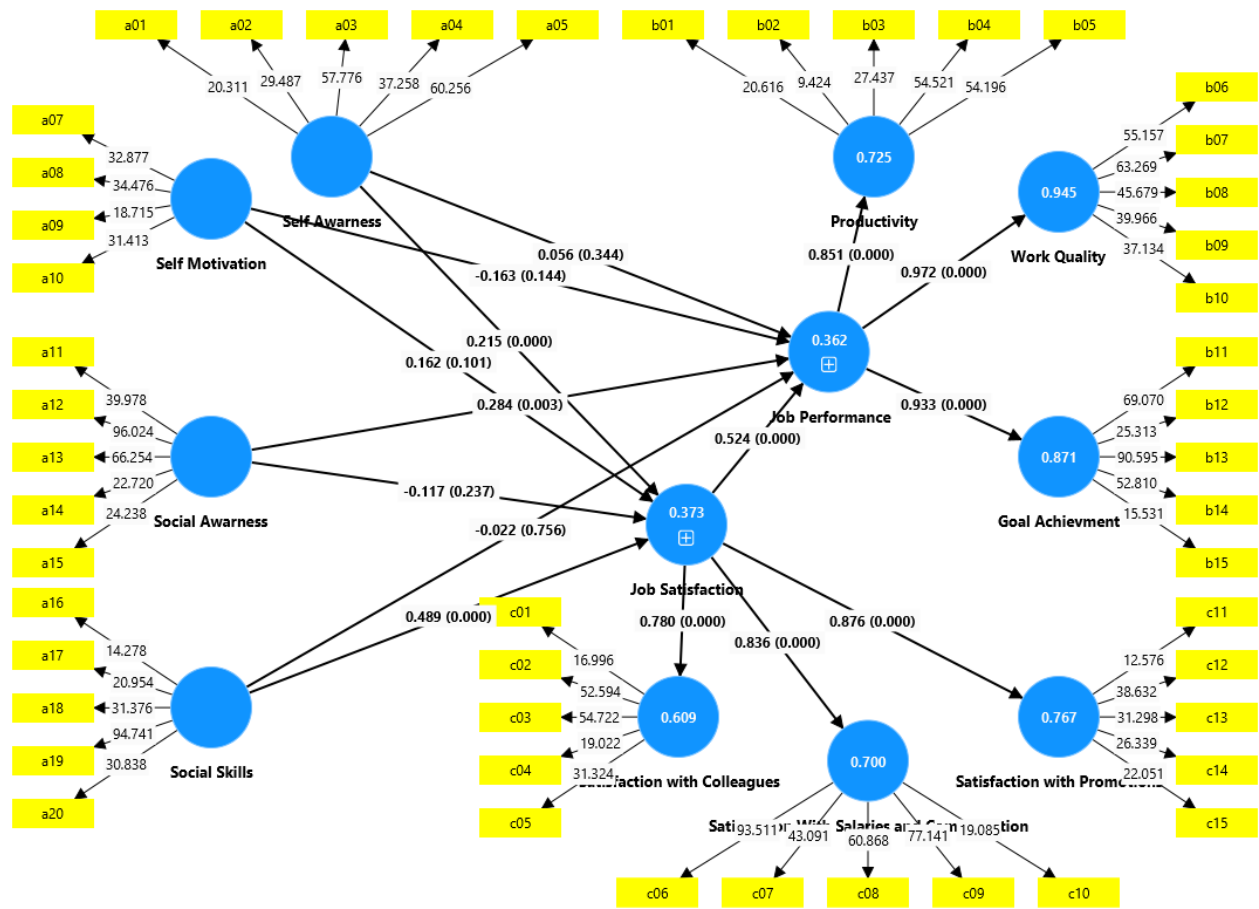 a01 a02 a03 a04 a05 b01 b02 b03 b04 b05
20.311 29.487 57.776 37.258 60.256
20.616 9.424 27.437 54.521 54.196
Self Awarness
0.725
Productivity
a07
a08
a09
a10
32.877
34.476
18.715
31.413
Self Motivation
b06
b07
b08
b09
b10
55.157
63.269
45.679
39.966
37.134
0.945
Work Quality
0.056 (0.344)
-0.163 (0.144)
0.851 (0.000)
0.972 (0.000)
0.215 (0.000)
0.162 (0.101)
0.362
Job Performance
a11
a12
a13
a14
a15
39.978
96.024
66.254
22.720
24.238
Social Awarness
0.284 (0.003)
0.524 (0.000)
0.933 (0.000)
-0.117 (0.237)
-0.022 (0.756)
0.489 (0.000)
b11
b12
b13
b14
b15
69.070
25.313
90.595
52.810
15.531
0.871
Goal Achievment
0.373
Job Satisfaction
a16
a17
a18
a19
a20
14.278
20.954
31.376
94.741
30.838
Social Skills
0.780 (0.000)
0.836 (0.000)
0.876 (0.000)
c01
c02
c03
c04
c05
16.996
52.594
54.722
19.022
31.324
0.609
with Colleagues
0.700
With Salaries and
93.511 43.091 60.868 77.141 19.085
c06 c07 c08 c09 c10
0.767
Satisfaction with
c11
c12
c13
c14
c15
12.576
38.632
31.298
26.339
22.051